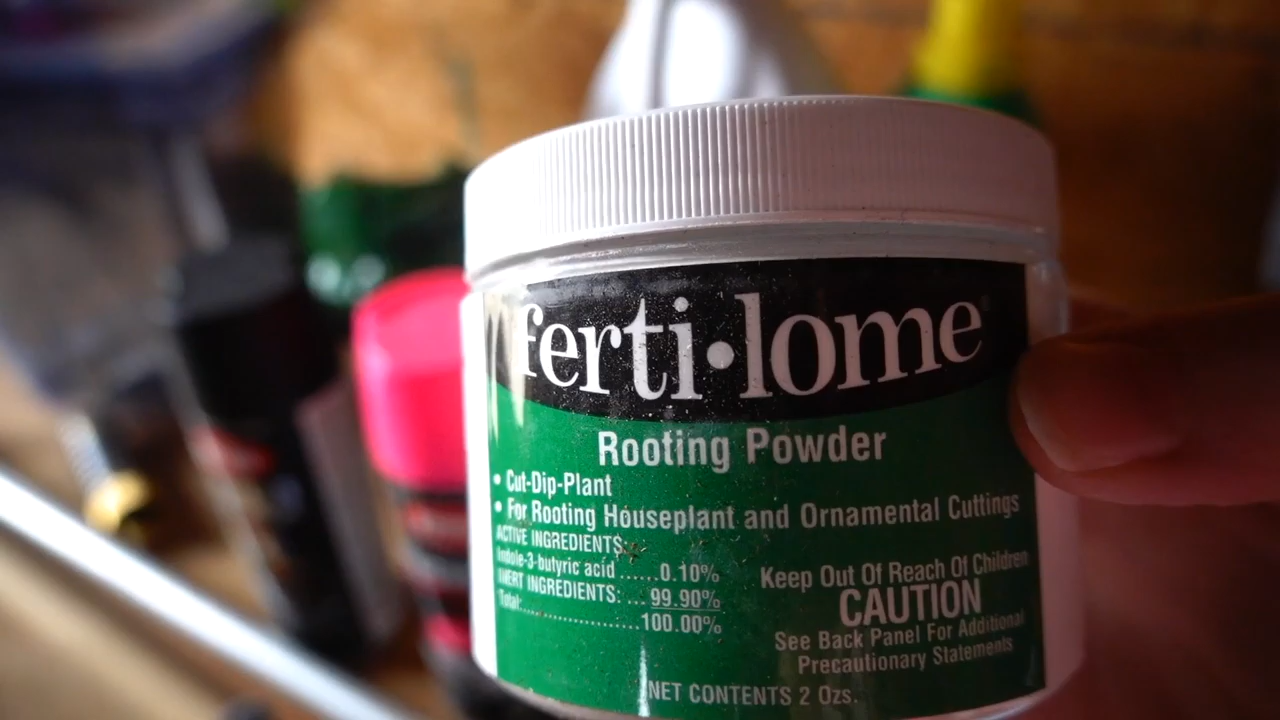 ferti•lome®
Rooting Powder
• Cut-Dip-Plant
• For Rooting Houseplant and Ornamental Cuttings
ACTIVE INGREDIENTS:
Indole-3-butyric acid ......0.10%
INERT INGREDIENTS: ... 99.90%
Total:......................100.00%
Keep Out Of Reach Of Children
CAUTION
See Back Panel For Additional
Precautionary Statements
NET CONTENTS 2 Ozs.